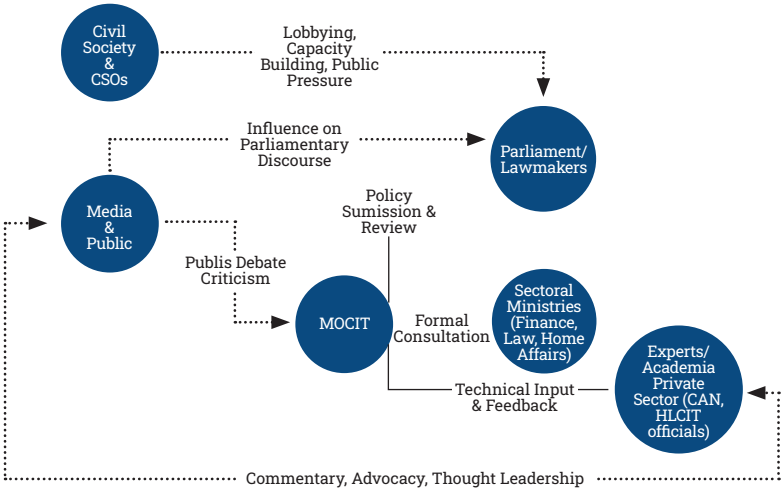 Civil
Society
&
CSOs
Lobbying,
Capacity
Building, Public
Pressure
Influence on
Parliamentary
Discourse
Parliament/
Lawmakers
Media
&
Public
Policy
Sumission &
Review
Publis Debate
Criticism
MOCIT
Formal
Consultation
Sectoral
Ministries
(Finance,
Law, Home
Affairs)
Experts/
Academia
Private
Sector (CAN,
HLCIT
officials)
Technical Input
& Feedback
Commentary, Advocacy, Thought Leadership